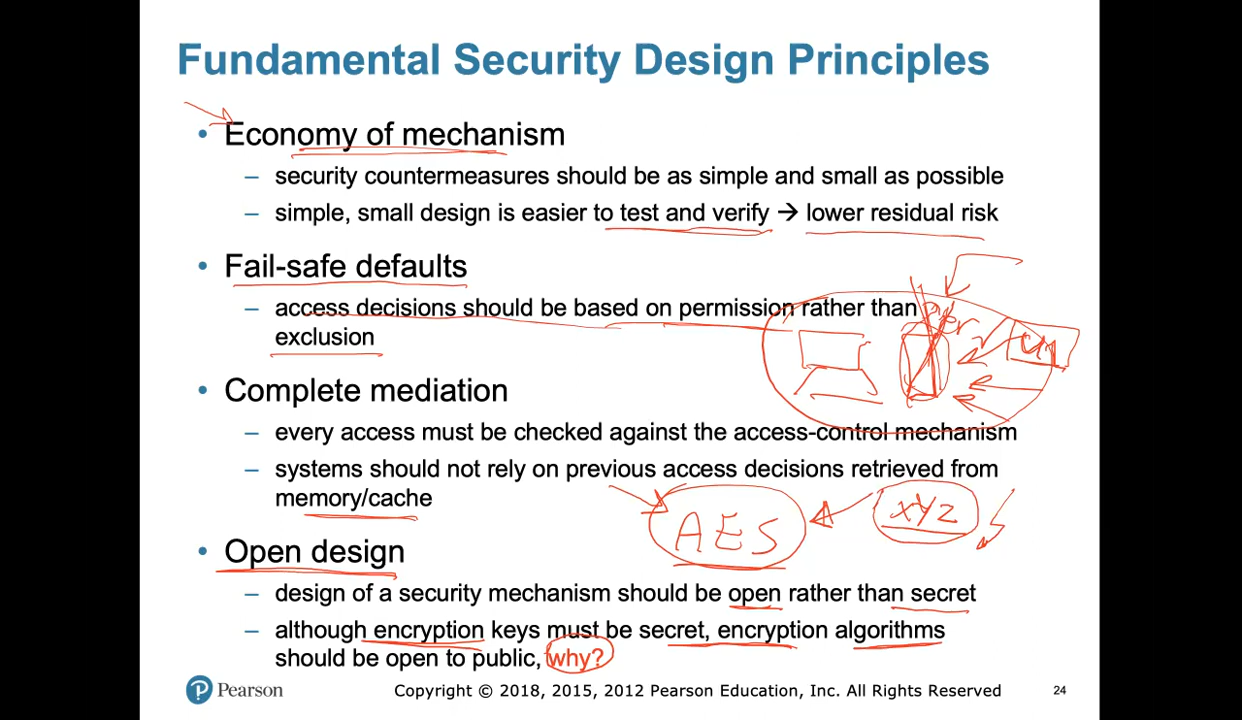 Fundamental Security Design Principles
• Economy of mechanism
– security countermeasures should be as simple and small as possible
– simple, small design is easier to test and verify → lower residual risk
• Fail-safe defaults
– access decisions should be based on permission rather than
exclusion
• Complete mediation
– every access must be checked against the access-control mechanism
– systems should not rely on previous access decisions retrieved from
memory/cache
AES
XYZ
• Open design
– design of a security mechanism should be open rather than secret
– although encryption keys must be secret, encryption algorithms
should be open to public, why?
P Pearson
Copyright © 2018, 2015, 2012 Pearson Education, Inc. All Rights Reserved
24